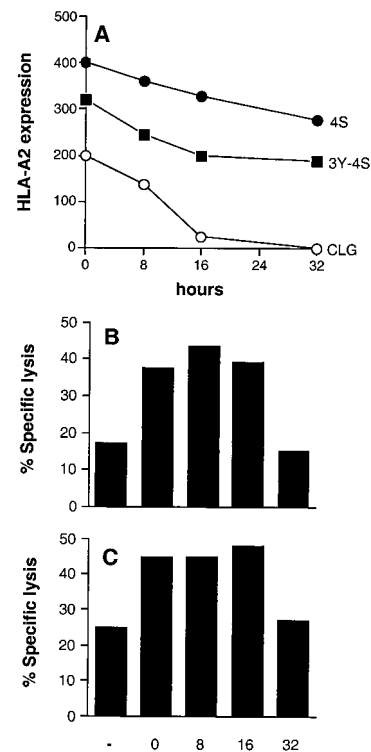 A
HLA-A2 expression
500
400
300
200
100
0
4S
3Y-4S
CLG
0 8 16 24 32
hours
B
% Specific lysis
50
40
30
20
10
0
C
% Specific lysis
50
40
30
20
10
0
- 0 8 16 32